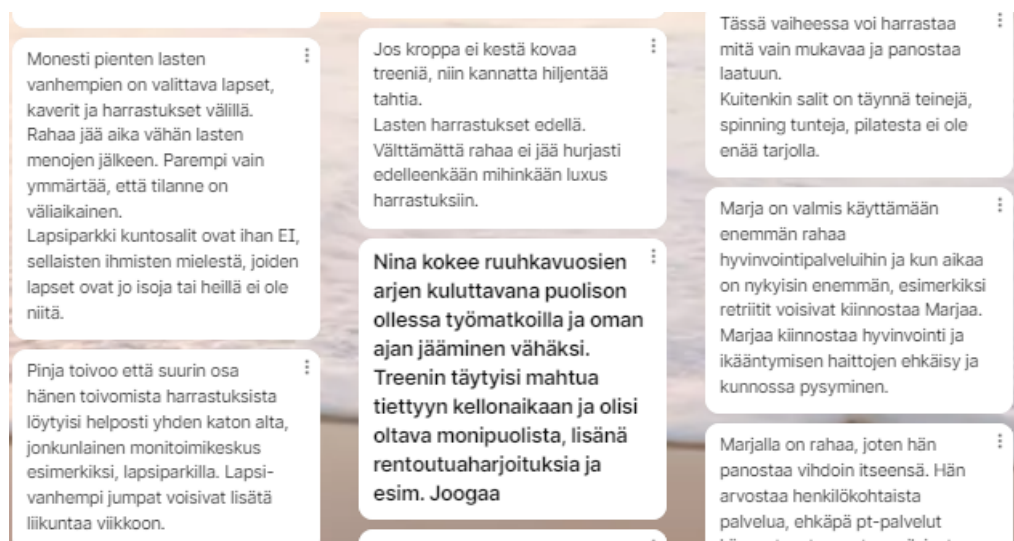 Monesti pienten lasten
vanhempien on valittava lapset,
kaverit ja harrastukset välillä.
Rahaa jää aika vähän lasten
menojen jälkeen. Parempi vain
ymmärtää, että tilanne on
väliaikainen.
Lapsiparkki kuntosalit ovat ihan EI,
sellaisten ihmisten mielestä, joiden
lapset ovat jo isoja tai heillä ei ole
niitä.
Pinja toivoo että suurin osa
hänen toivomista harrastuksista
löytyisi helposti yhden katon alta,
jonkunlainen monitoimikeskus
esimerkiksi, lapsiparkilla. Lapsi-
vanhempi jumpat voisivat lisätä
liikuntaa viikkoon.
Jos kroppa ei kestä kovaa
treeniä, niin kannatta hiljentää
tahtia.
Lasten harrastukset edellä.
Välttämättä rahaa ei jää hurjasti
edelleenkään mihinkään luxus
harrastuksiin.
Nina kokee ruuhkavuosien
arjen kuluttavana puolison
ollessa työmatkoilla ja oman
ajan jääminen vähäksi.
Treenin täytyisi mahtua
tiettyyn kellonaikaan ja olisi
oltava monipuolista, lisänä
rentoutuaharjoituksia ja
esim. Joogaa
Tässä vaiheessa voi harrastaa
mitä vain mukavaa ja panostaa
laatuun.
Kuitenkin salit on täynnä teinejä,
spinning tunteja, pilatesta ei ole
enää tarjolla.
Marja on valmis käyttämään
enemmän rahaa
hyvinvointipalveluihin ja kun aikaa
on nykyisin enemmän, esimerkiksi
retriitit voisivat kiinnostaa Marjaa.
Marjaa kiinnostaa hyvinvointi ja
ikääntymisen haittojen ehkäisy ja
kunnossa pysyminen.
Marjalla on rahaa, joten hän
panostaa vihdoin itseensä. Hän
arvostaa henkilökohtaista
palvelua, ehkäpä pt-palvelut